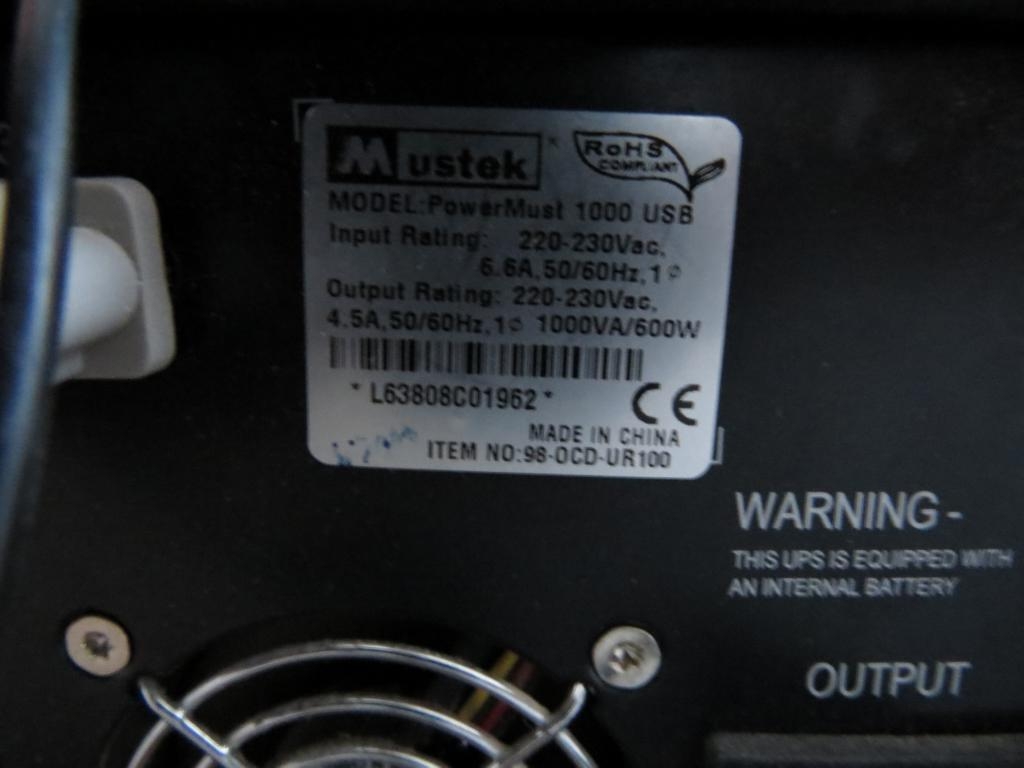 Mustek
RoHS
COMPLIANT
MODEL:PowerMust 1000 USB
Input Rating: 220-230Vac,
6.6A,50/60Hz,1⌀
Output Rating: 220-230Vac,
4.5A,50/60Hz,1⌀ 1000VA/600W
* L63808C01962 *
CE
MADE IN CHINA
ITEM NO:98-0CD-UR100
WARNING -
THIS UPS IS EQUIPPED WITH
AN INTERNAL BATTERY
OUTPUT